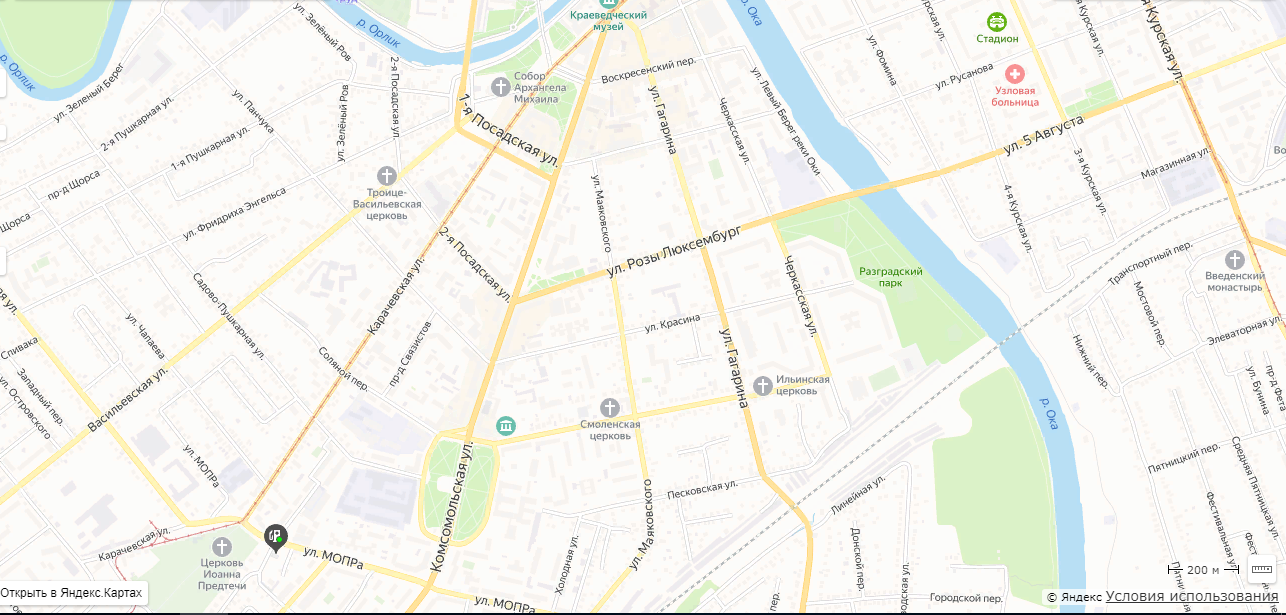 р. Ока
Краеведческий
музей
ул. Зелёный Ров
р. Орлик
Стадион
-я Курская ул.
р. Орлик
ул. Зеленый Берег
2-я Посадская ул.
Собор
Архангела
Михаила
Воскресенский пер.
ул. Фомина
ул. Русанова
Узловая
больница
2-я Пушкарная ул.
ул. Панчука
ул. Зелёный Ров
1-я Посадская ул.
ул. Гагарина
Черкасская ул.
ул. Левый Берег реки Оки
ул. 5 Августа
1-я Пушкарная ул.
пр-д Щорса
Троице-
Васильевская
церковь
ул. Маяковского
3-я Курская ул.
4-я Курская ул.
Магазинная ул.
Во
Щорса
ул. Фридриха Энгельса
2-я Посадская ул.
ул. Розы Люксембург
Черкасская ул.
Разградский
парк
Транспортный пер.
Введенский
монастырь
Садово-Пушкарная ул.
Карачевская ул.
ул. Чапаева
пр-д Связистов
ул. Красина
ул. Гагарина
Мостовой пер.
Элеваторная ул.
Нижний пер.
Спивака
Соляной пер.
Западный пер.
ул. Островского
Васильевская ул.
Ильинская
церковь
Смоленская
церковь
р. Ока
ул. Бунина
пр-д Фета
ул. МОПРа
Комсомольская ул.
Песковская ул.
ул. Маяковского
Линейная ул.
Пятницкий пер.
Средняя Пятницкая ул.
Фестивальная ул.
Карачевская ул.
Церковь
Иоанна
Предтечи
ул. МОПРа
Холодная ул.
Донской пер.
Городской пер.
200 м
Открыть в Яндекс.Картах
ул. МОПРа
© Яндекс Условия использования